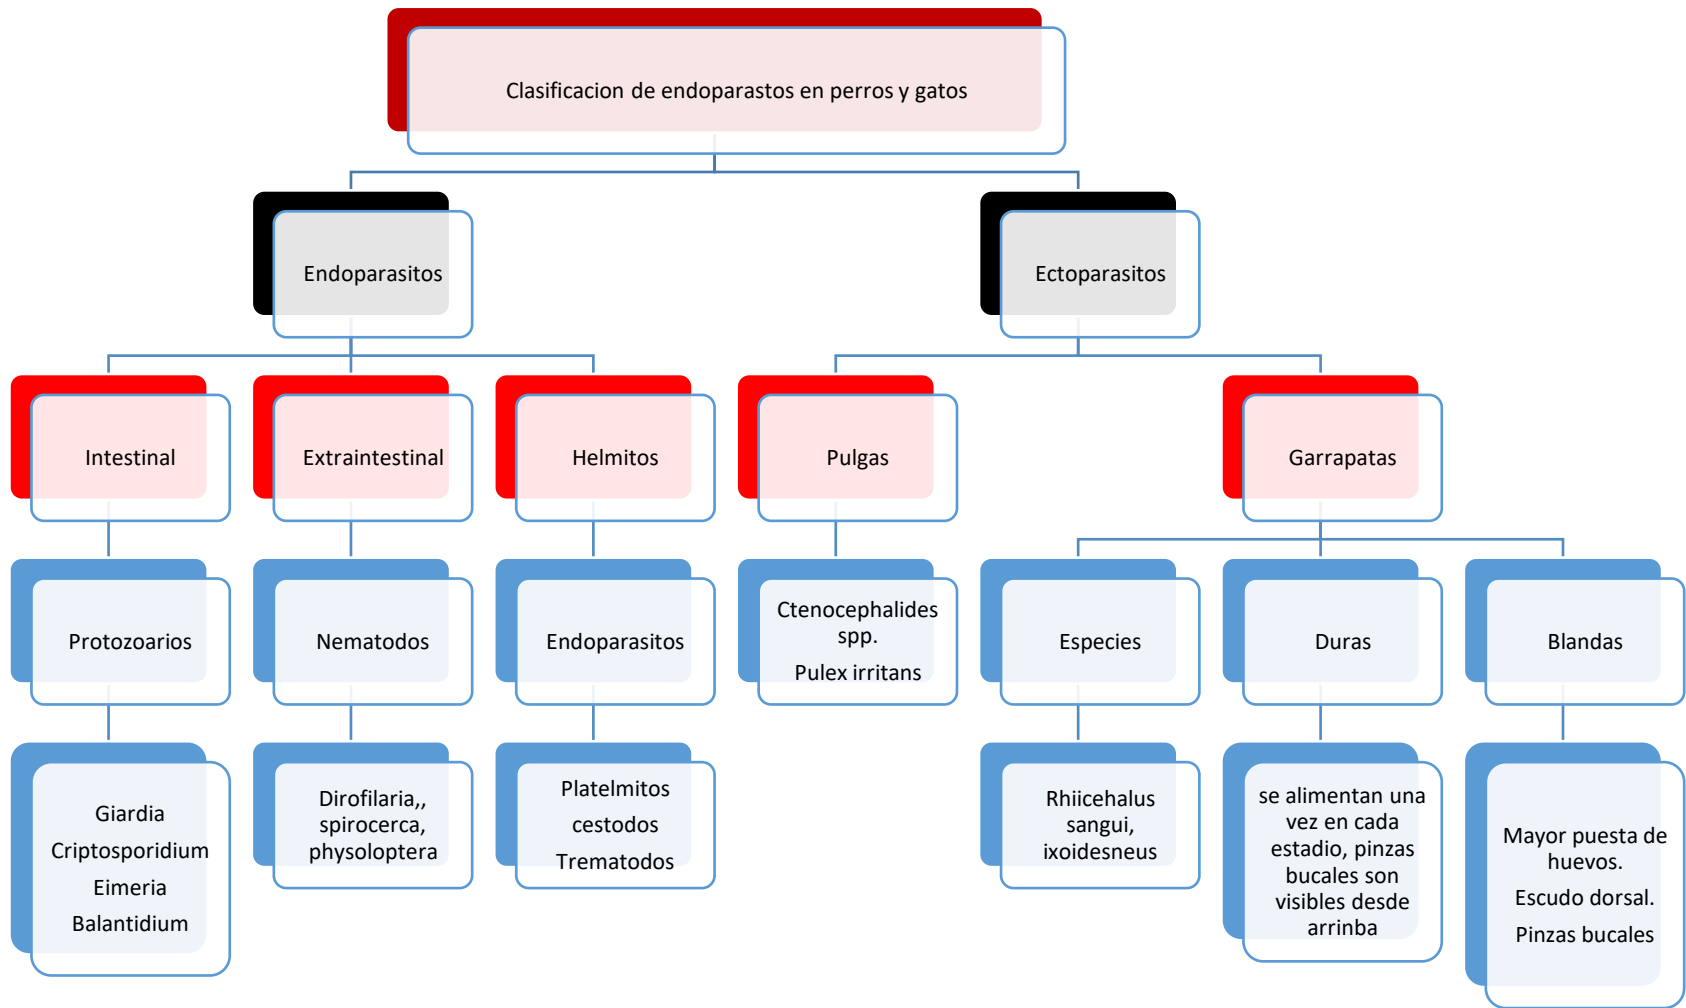 Clasificacion de endoparastos en perros y gatos
Endoparasitos
Ectoparasitos
Intestinal
Extraintestinal
Helmitos
Pulgas
Garrapatas
Protozoarios
Nematodos
Endoparasitos
Ctenocephalides
spp.
Pulex irritans
Especies
Duras
Blandas
Giardia
Criptosporidium
Eimeria
Balantidium
Dirofilaria,,
spirocerca,
physoloptera
Platelmitos
cestodos
Trematodos
Rhiicehalus
sangui,
ixoidesneus
se alimentan una
vez en cada
estadio, pinzas
bucales son
visibles desde
arrinba
Mayor puesta de
huevos.
Escudo dorsal.
Pinzas bucales